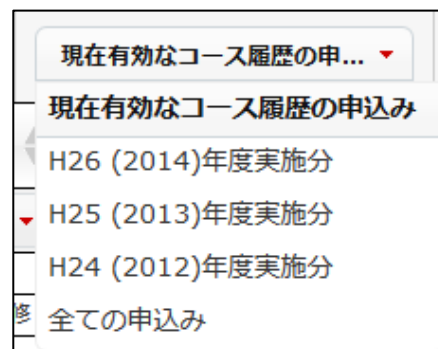 現在有効なコース履歴の申...
現在有効なコース履歴の申込み
H26 (2014)年度実施分
H25 (2013)年度実施分
H24 (2012)年度実施分
修
全ての申込み